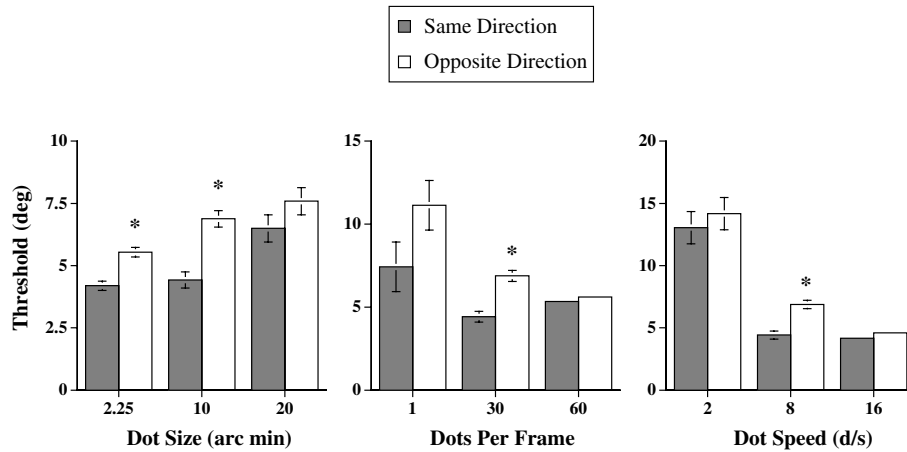 Same Direction
Opposite Direction
Threshold (deg)
10
7.5
5
2.5
0
*
*
2.25 10 20
Dot Size (arc min)
15
10
5
0
*
1 30 60
Dots Per Frame
20
15
10
5
0
*
2 8 16
Dot Speed (d/s)